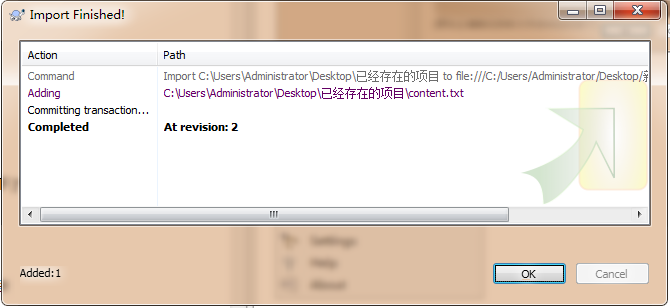 Import Finished!
Action Path
Command Import C:\Users\Administrator\Desktop\已经存在的项目 to file:///C:/Users/Administrator/Desktop/
Adding C:\Users\Administrator\Desktop\已经存在的项目\content.txt
Committing transaction...
Completed At revision: 2
Settings
Help
About
Added:1
OK Cancel